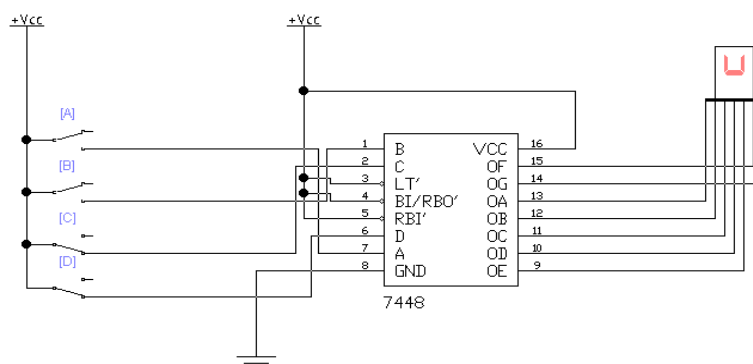 +Vcc
+Vcc
[A]
[B]
[C]
[D]
1 B VCC 16
2 C OF 15
3 LT' OG 14
4 BI/RBO' OA 13
5 RBI' OB 12
6 D OC 11
7 A OD 10
8 GND OE 9
7448